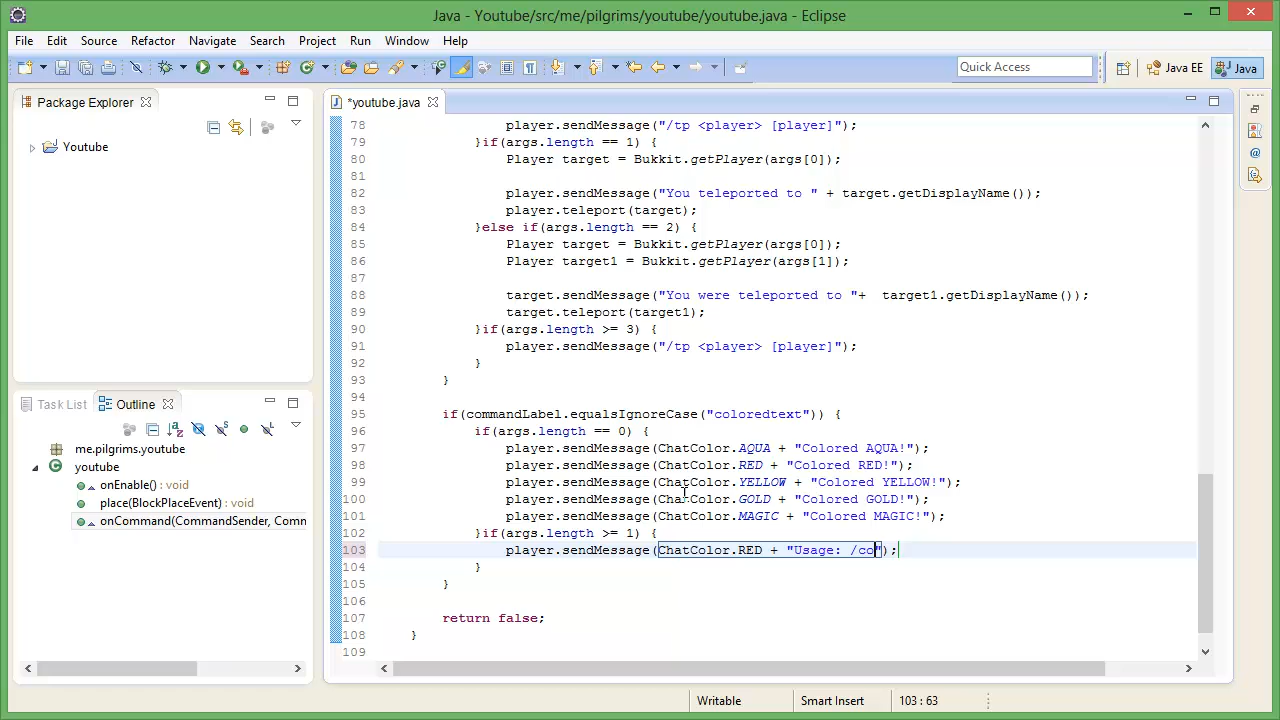 Java - Youtube/src/me/pilgrims/youtube/youtube.java - Eclipse
File Edit Source Refactor Navigate Search Project Run Window Help
Quick Access
Java EE
Java
Package Explorer
Youtube
Task List
Outline
me.pilgrims.youtube
youtube
onEnable() : void
place(BlockPlaceEvent) : void
onCommand(CommandSender, Comm
*youtube.java
78 player.sendMessage("/tp <player> [player]");
79 }if(args.length == 1) {
80 Player target = Bukkit.getPlayer(args[0]);
81
82 player.sendMessage("You teleported to " + target.getDisplayName());
83 player.teleport(target);
84 }else if(args.length == 2) {
85 Player target = Bukkit.getPlayer(args[0]);
86 Player target1 = Bukkit.getPlayer(args[1]);
87
88 target.sendMessage("You were teleported to "+  target1.getDisplayName());
89 target.teleport(target1);
90 }if(args.length >= 3) {
91 player.sendMessage("/tp <player> [player]");
92 }
93 }
94
95 if(commandLabel.equalsIgnoreCase("coloredtext")) {
96 if(args.length == 0) {
97 player.sendMessage(ChatColor.AQUA + "Colored AQUA!");
98 player.sendMessage(ChatColor.RED + "Colored RED!");
99 player.sendMessage(ChatColor.YELLOW + "Colored YELLOW!");
100 player.sendMessage(ChatColor.GOLD + "Colored GOLD!");
101 player.sendMessage(ChatColor.MAGIC + "Colored MAGIC!");
102 }if(args.length >= 1) {
103 player.sendMessage(ChatColor.RED + "Usage: /co");
104 }
105 }
106
107 return false;
108 }
109
Writable
Smart Insert
103 : 63